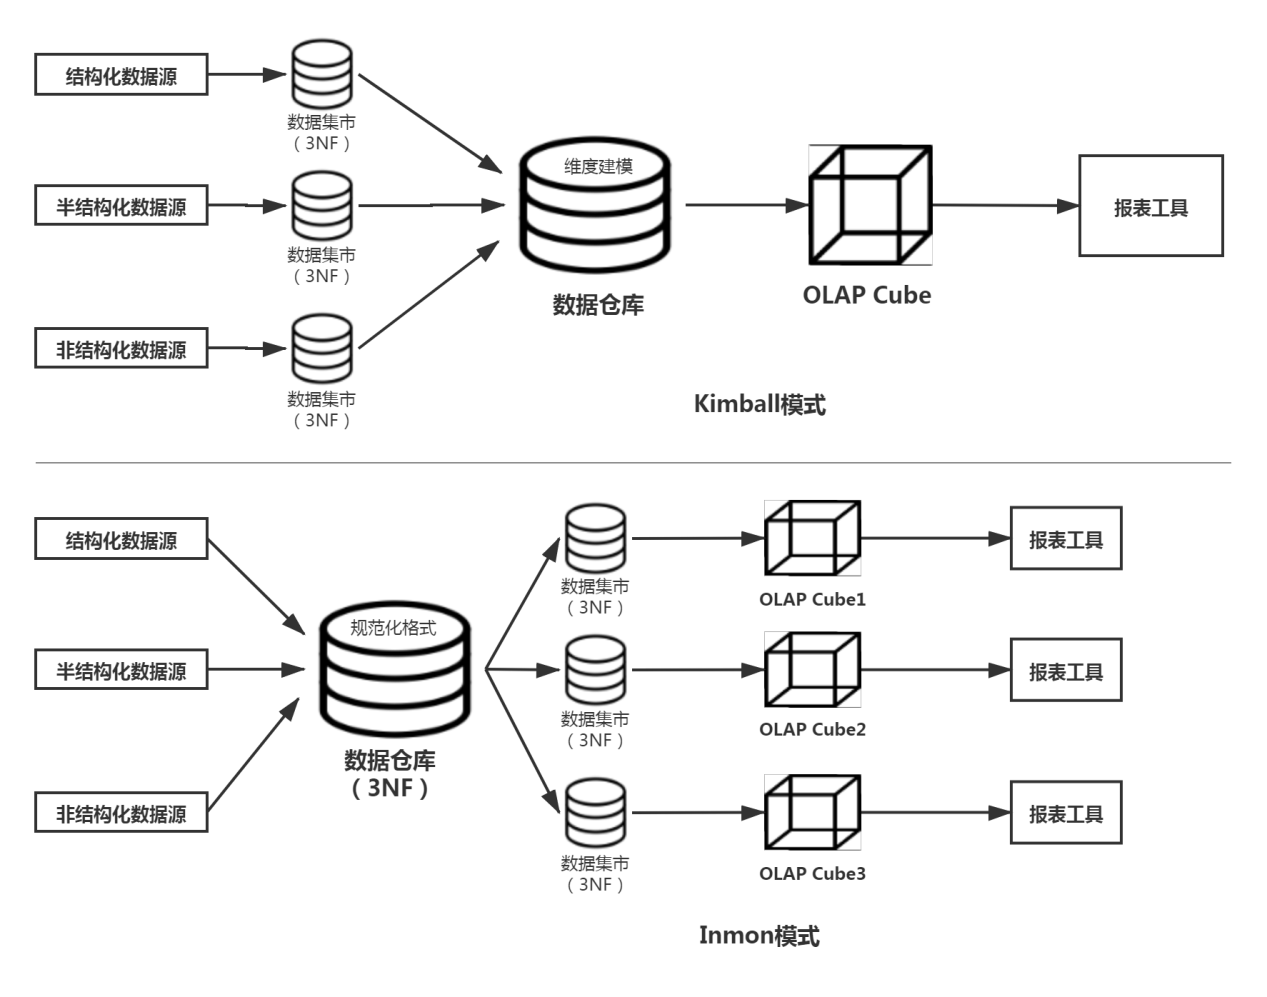 结构化数据源
数据集市
（3NF）
半结构化数据源
数据集市
（3NF）
非结构化数据源
数据集市
（3NF）
维度建模
数据仓库
OLAP Cube
报表工具
Kimball模式
结构化数据源
半结构化数据源
非结构化数据源
规范化格式
数据仓库
（3NF）
数据集市
（3NF）
OLAP Cube1
报表工具
数据集市
（3NF）
OLAP Cube2
报表工具
数据集市
（3NF）
OLAP Cube3
报表工具
Inmon模式